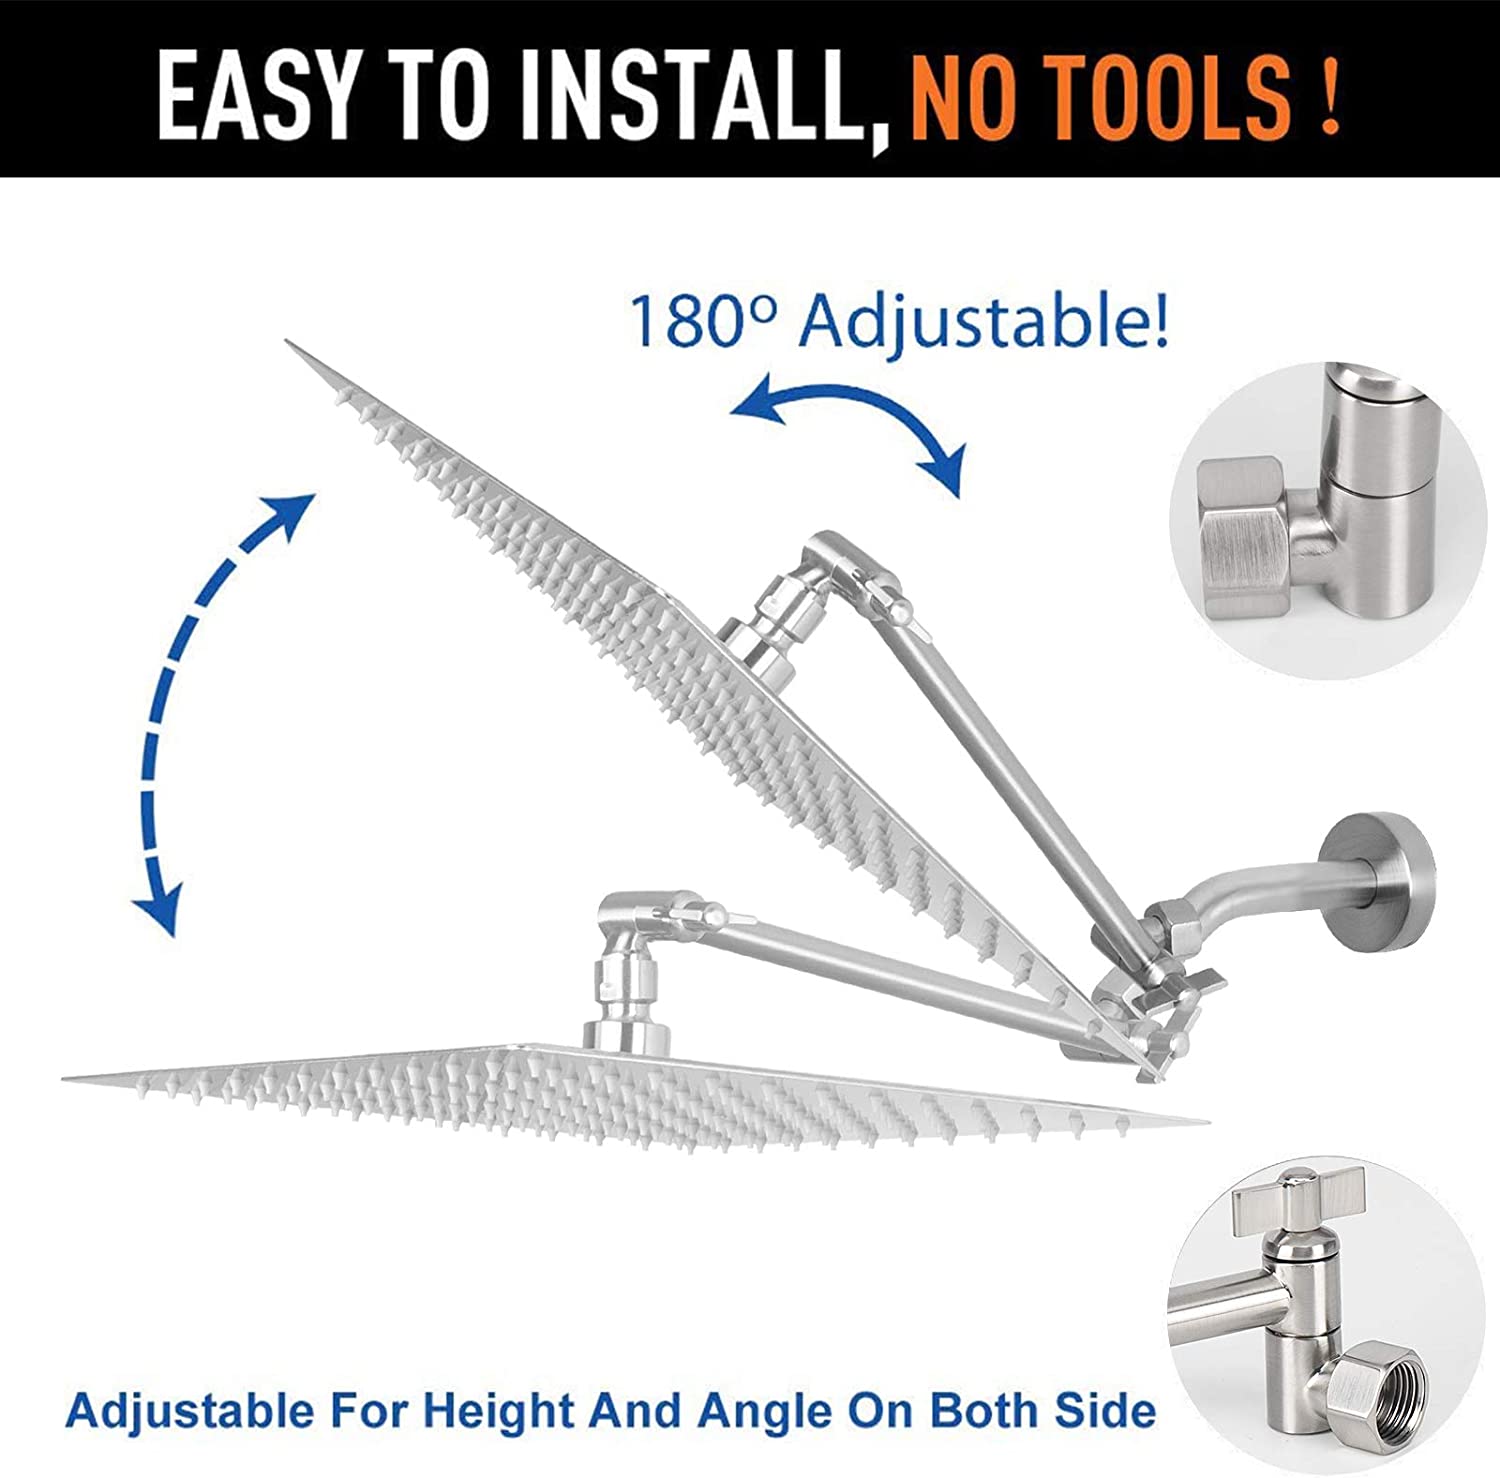 EASY TO INSTALL, NO TOOLS !
180º Adjustable!
Adjustable For Height And Angle On Both Side